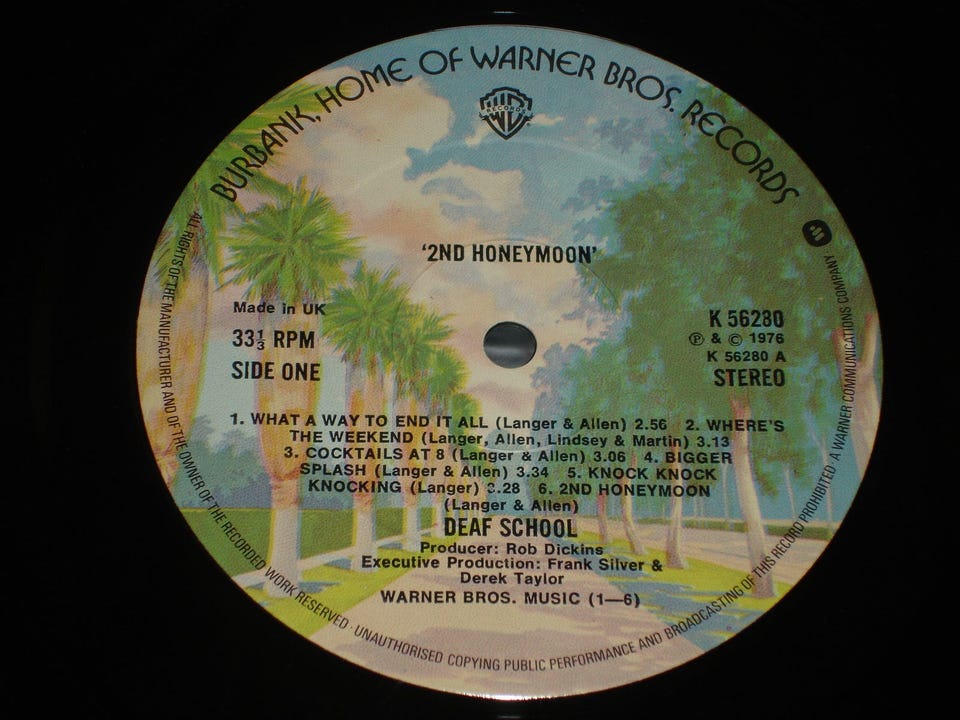 BURBANK, HOME OF WARNER BROS. RECORDS
WB
RECORDS
'2ND HONEYMOON'
Made in UK
33⅓ RPM
SIDE ONE
K 56280
Ⓟ & © 1976
K 56280 A
STEREO
1. WHAT A WAY TO END IT ALL (Langer & Allen) 2.56 2. WHERE'S
THE WEEKEND (Langer, Allen, Lindsey & Martin) 3.13
3. COCKTAILS AT 8 (Langer & Allen) 3.06 4. BIGGER
SPLASH (Langer & Allen) 3.34 5. KNOCK KNOCK
KNOCKING (Langer) 3.28 6. 2ND HONEYMOON
(Langer & Allen)
DEAF SCHOOL
Producer: Rob Dickins
Executive Production: Frank Silver &
Derek Taylor
WARNER BROS. MUSIC (1—6)
ALL RIGHTS OF THE MANUFACTURER AND OF THE OWNER OF THE RECORDED WORK RESERVED · UNAUTHORISED COPYING PUBLIC PERFORMANCE AND BROADCASTING OF THIS RECORD PROHIBITED · A WARNER COMMUNICATIONS COMPANY